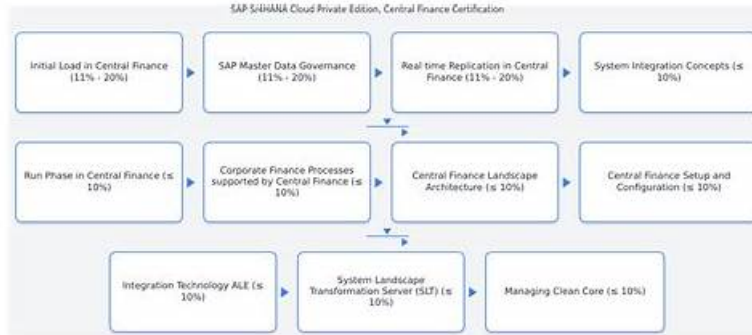 SAP S/4HANA Cloud Private Edition, Central Finance Certification
Initial Load in Central Finance
(11% - 20%)
SAP Master Data Governance
(11% - 20%)
Real time Replication in Central
Finance (11% - 20%)
System Integration Concepts (≤
10%)
Run Phase in Central Finance (≤
10%)
Corporate Finance Processes
supported by Central Finance (≤
10%)
Central Finance Landscape
Architecture (≤ 10%)
Central Finance Setup and
Configuration (≤ 10%)
Integration Technology ALE (≤
10%)
System Landscape
Transformation Server (SLT) (≤
10%)
Managing Clean Core (≤ 10%)